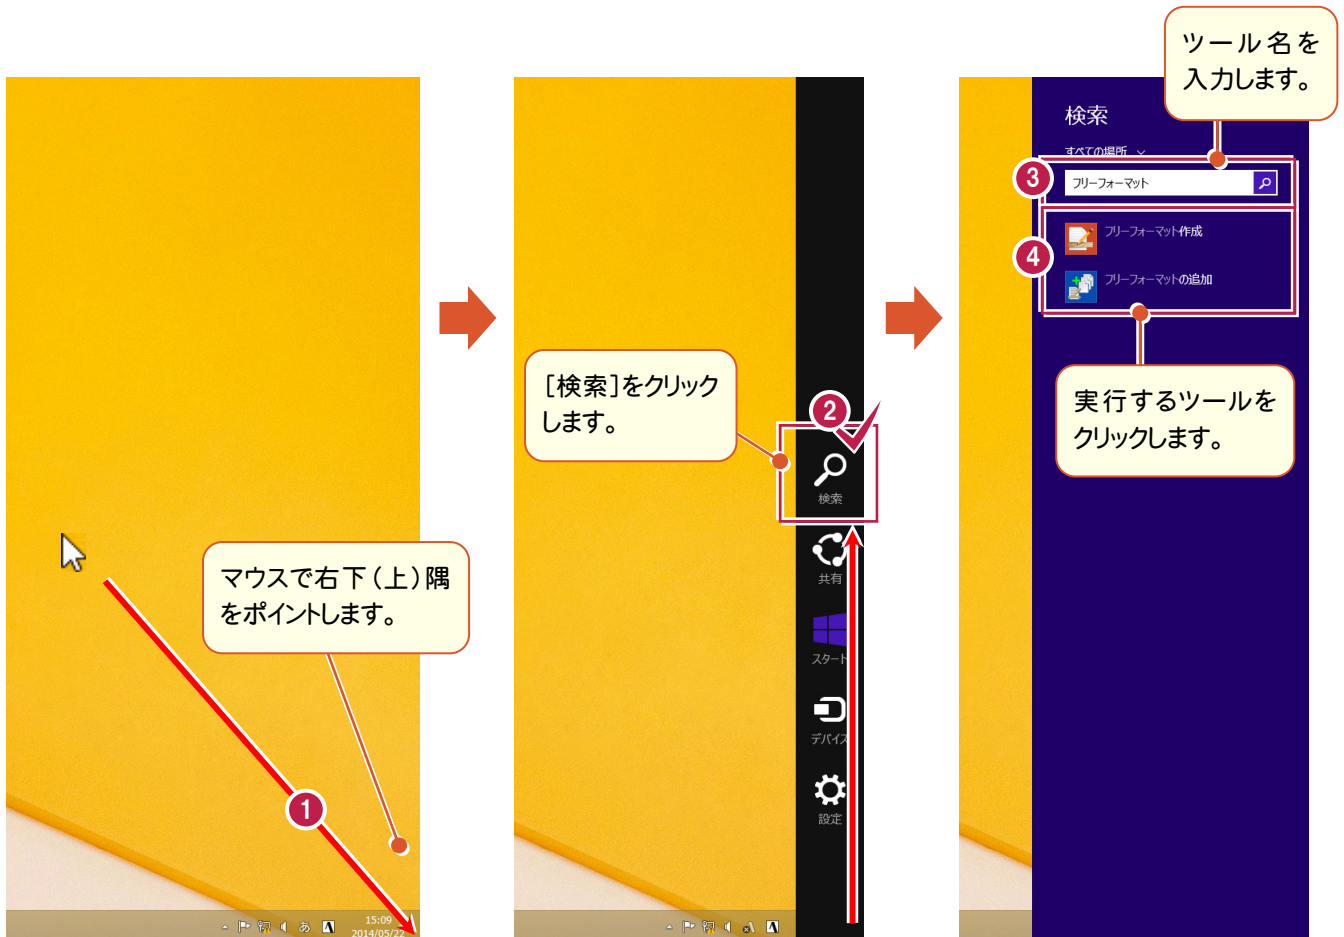 マウスで右下（上）隅
をポイントします。
1
15:09
2014/05/22
あ
A
[検索]をクリック
します。
2
検索
共有
スタート
デバイス
設定
A
ツール名を
入力します。
検索
すべての場所
3
フリーフォーマット
4
フリーフォーマット作成
フリーフォーマットの追加
実行するツールを
クリックします。